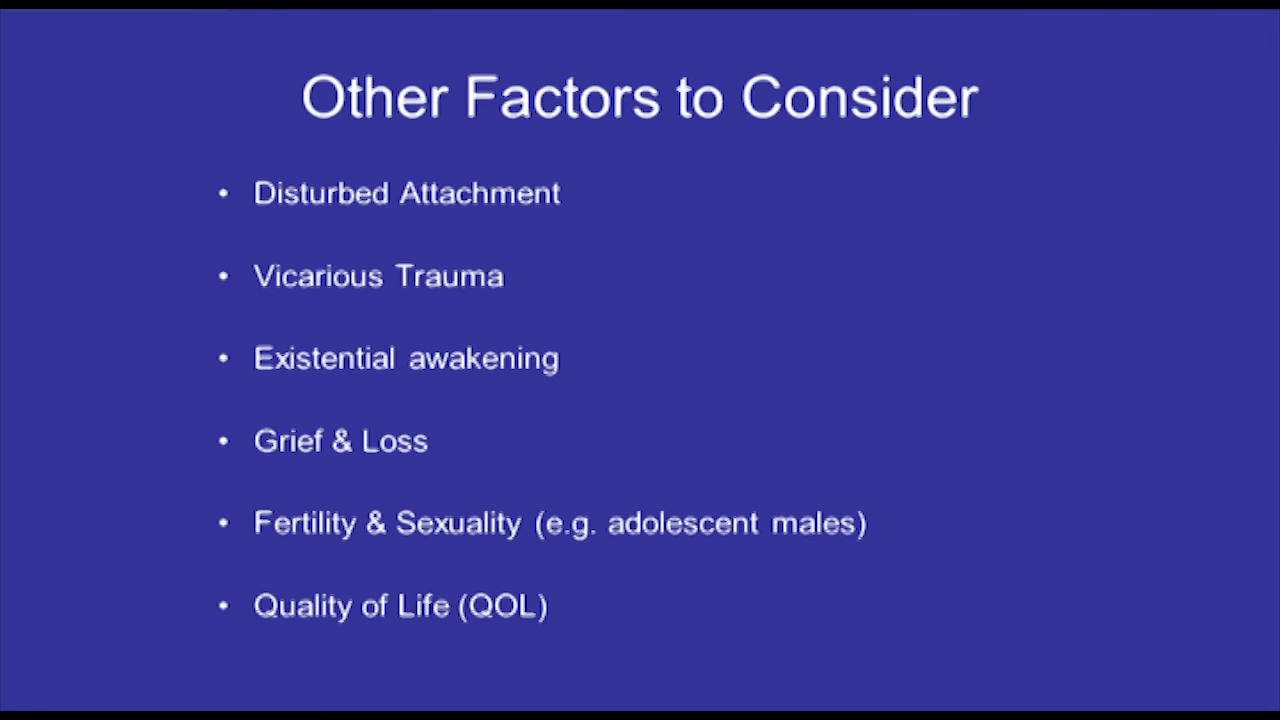 Other Factors to Consider
• Disturbed Attachment
• Vicarious Trauma
• Existential awakening
• Grief & Loss
• Fertility & Sexuality (e.g. adolescent males)
• Quality of Life (QOL)